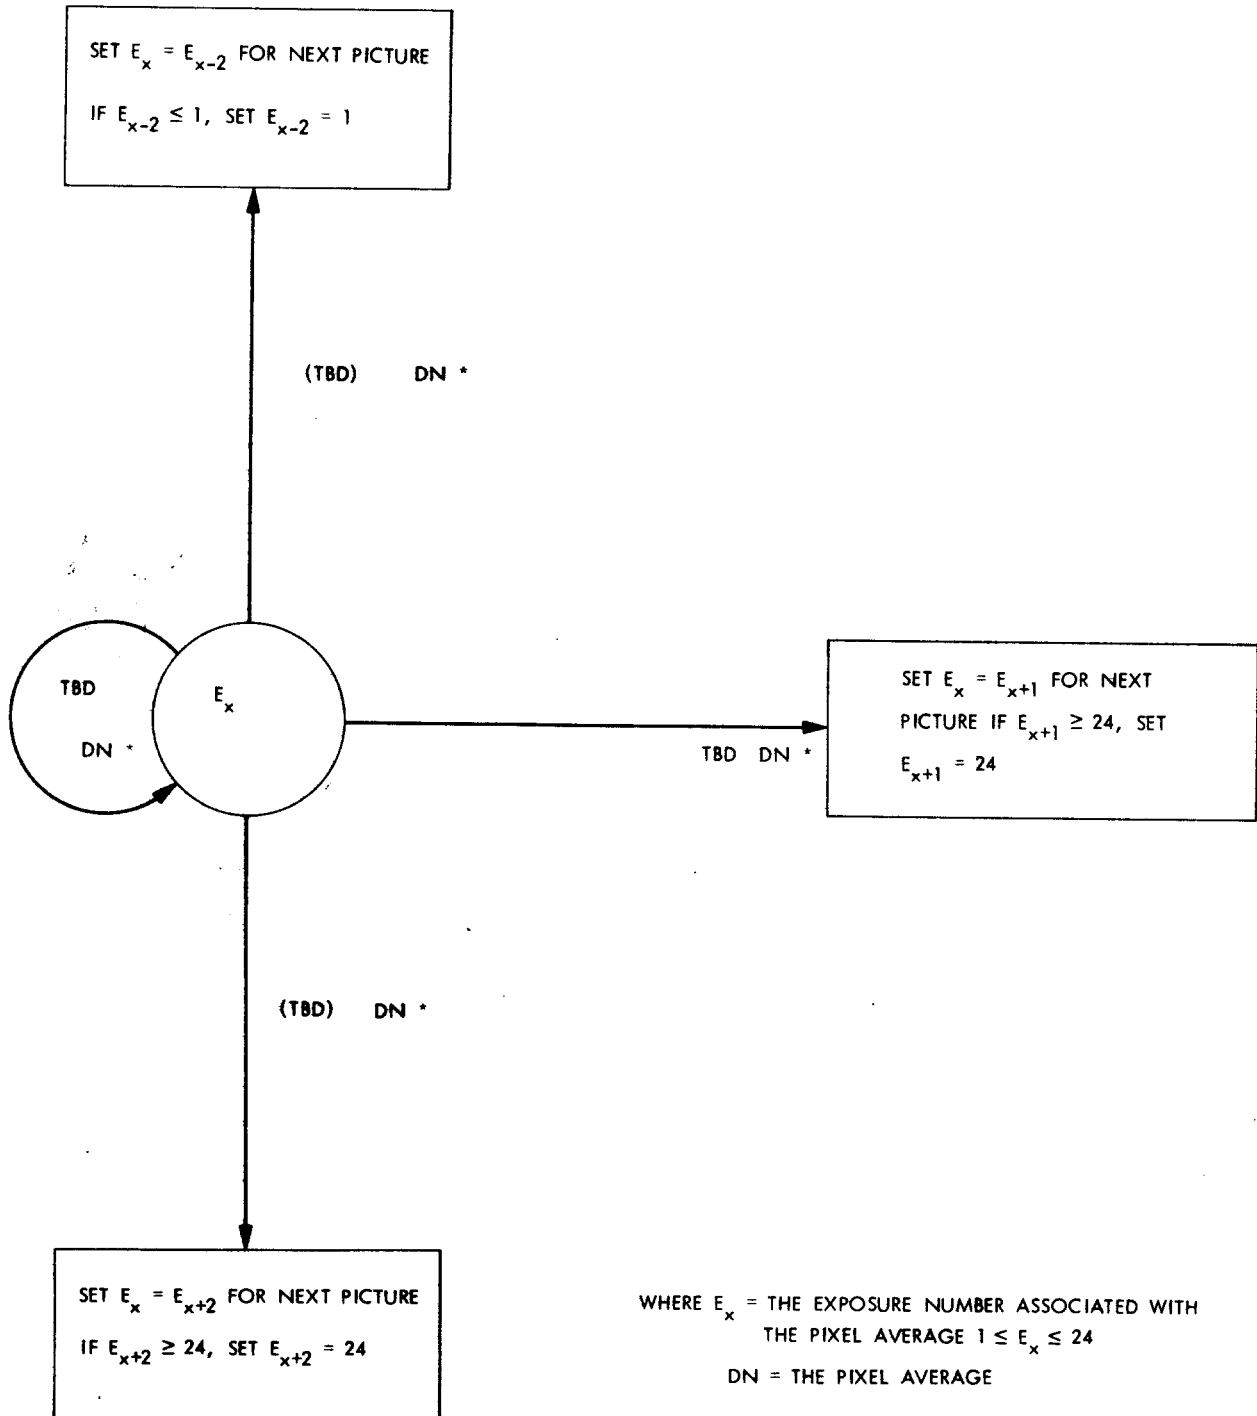 SET E_x = E_x-2 FOR NEXT PICTURE
IF E_x-2 ≤ 1, SET E_x-2 = 1
(TBD) DN *
TBD
DN *
E_x
TBD DN *
SET E_x = E_x+1 FOR NEXT
PICTURE IF E_x+1 ≥ 24, SET
E_x+1 = 24
(TBD) DN *
SET E_x = E_x+2 FOR NEXT PICTURE
IF E_x+2 ≥ 24, SET E_x+2 = 24
WHERE E_x = THE EXPOSURE NUMBER ASSOCIATED WITH
THE PIXEL AVERAGE 1 ≤ E_x ≤ 24
DN = THE PIXEL AVERAGE